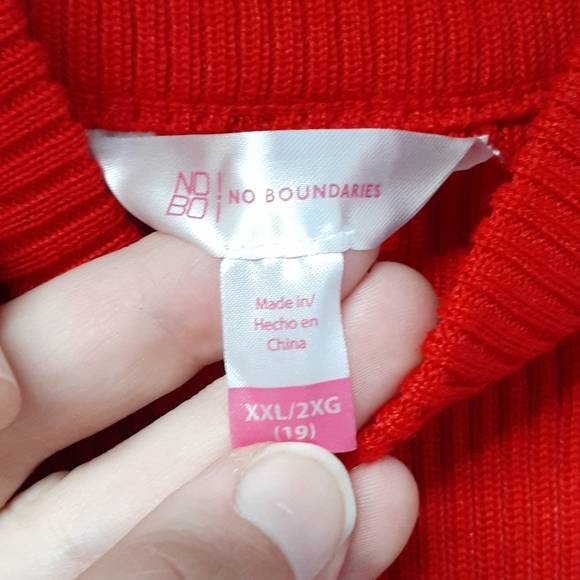 NO
BO
NO BOUNDARIES
Made in/
Hecho en
China
XXL/2XG
(19)